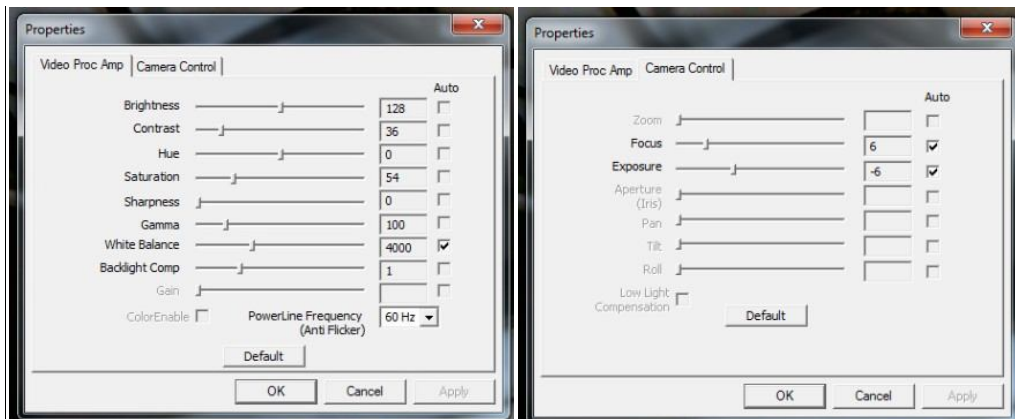 Properties
Video Proc Amp
Camera Control
Auto
Brightness 128
Contrast 36
Hue 0
Saturation 54
Sharpness 0
Gamma 100
White Balance 4000
Backlight Comp 1
Gain
ColorEnable PowerLine Frequency 60 Hz
(Anti Flicker)
Default
OK Cancel Apply
Properties
Video Proc Amp
Camera Control
Auto
Zoom
Focus 6
Exposure -6
Aperture
(Iris)
Pan
Tilt
Roll
Low Light
Compensation
Default
OK Cancel Apply